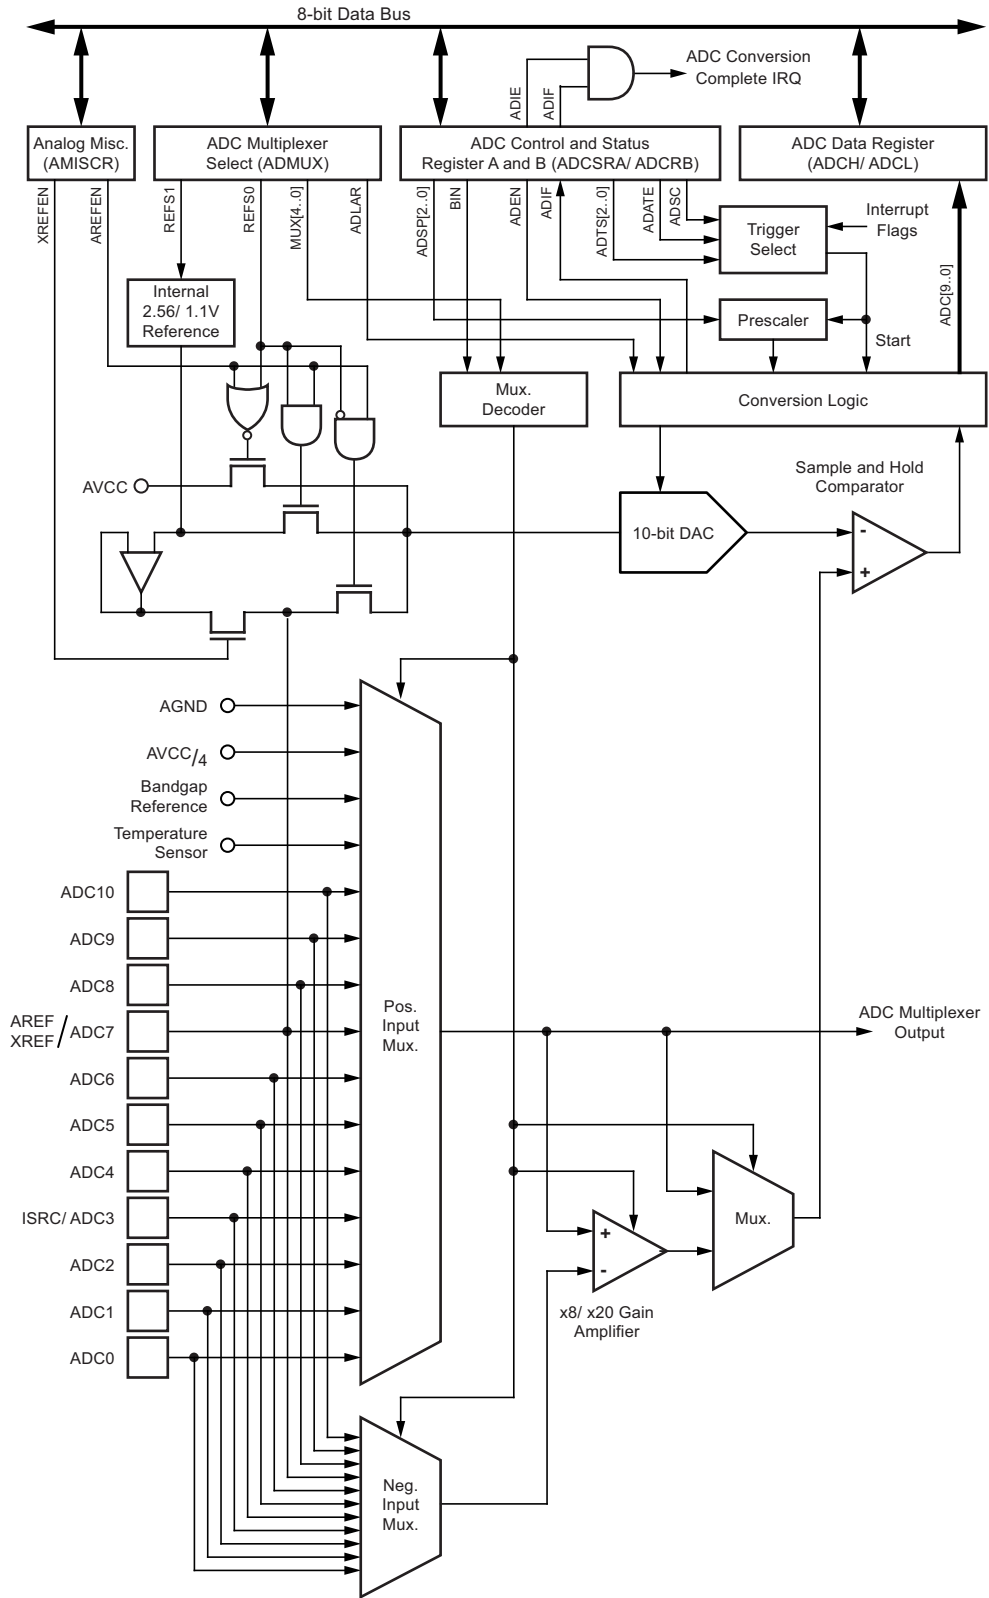 8-bit Data Bus
ADC Conversion
Complete IRQ
ADIE
ADIF
Analog Misc.
(AMISCR)
ADC Multiplexer
Select (ADMUX)
ADC Control and Status
Register A and B (ADCSRA/ ADCRB)
ADC Data Register
(ADCH/ ADCL)
XREFEN
AREFEN
REFS1
REFS0
MUX[4..0]
ADLAR
ADSP[2..0]
BIN
ADEN
ADIF
ADTS[2..0]
ADATE
ADSC
Trigger
Select
Interrupt
Flags
ADC[9..0]
Internal
2.56/ 1.1V
Reference
Prescaler
Start
Mux.
Decoder
Conversion Logic
Sample and Hold
Comparator
AVCC
10-bit DAC
-
+
AGND
AVCC/4
Bandgap
Reference
Temperature
Sensor
ADC10
ADC9
ADC8
AREF
XREF / ADC7
ADC6
ADC5
ADC4
ISRC/ ADC3
ADC2
ADC1
ADC0
Pos.
Input
Mux.
ADC Multiplexer
Output
Mux.
+
-
x8/ x20 Gain
Amplifier
Neg.
Input
Mux.